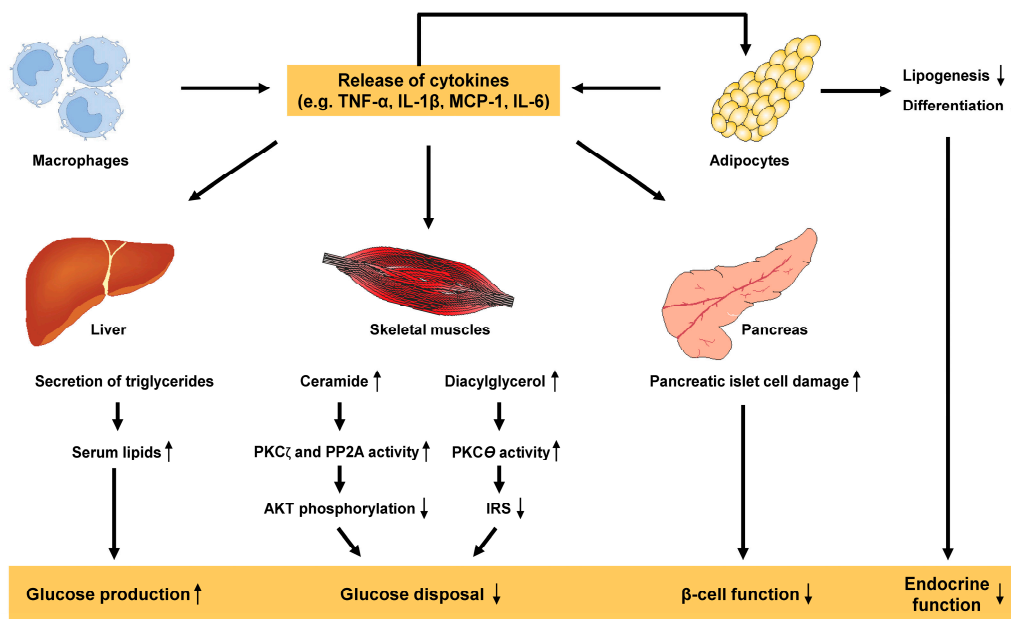 Release of cytokines
(e.g. TNF-α, IL-1β, MCP-1, IL-6)
Lipogenesis ↓
Differentiation
Macrophages
Adipocytes
Liver
Skeletal muscles
Pancreas
Secretion of triglycerides
Ceramide ↑
Diacylglycerol ↑
Pancreatic islet cell damage ↑
Serum lipids ↑
PKCζ and PP2A activity ↑
PKCΘ activity ↑
AKT phosphorylation ↓
IRS ↓
Glucose production ↑
Glucose disposal ↓
β-cell function ↓
Endocrine
function ↓